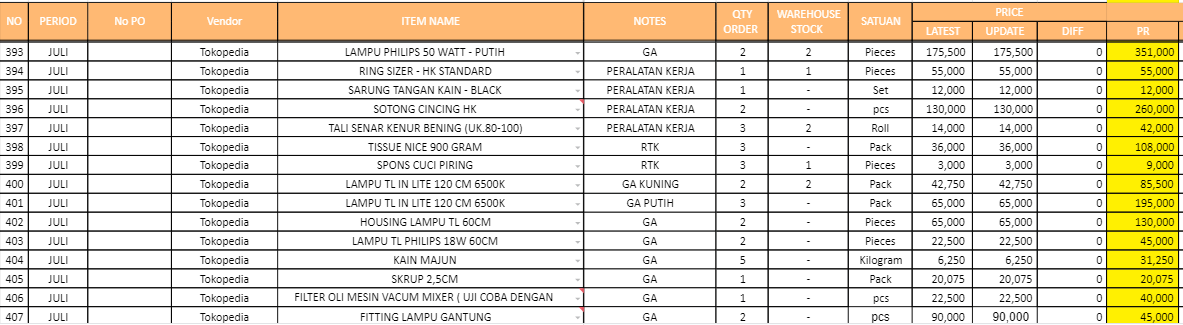 NO PERIOD No PO Vendor ITEM NAME NOTES QTY ORDER WAREHOUSE STOCK SATUAN PRICE
LATEST UPDATE DIFF PR
393 JULI Tokopedia LAMPU PHILIPS 50 WATT - PUTIH GA 2 2 Pieces 175,500 175,500 0 351,000
394 JULI Tokopedia RING SIZER - HK STANDARD PERALATAN KERJA 1 1 Pieces 55,000 55,000 0 55,000
395 JULI Tokopedia SARUNG TANGAN KAIN - BLACK PERALATAN KERJA 1 - Set 12,000 12,000 0 12,000
396 JULI Tokopedia SOTONG CINCING HK PERALATAN KERJA 2 - pcs 130,000 130,000 0 260,000
397 JULI Tokopedia TALI SENAR KENUR BENING (UK.80-100) PERALATAN KERJA 3 2 Roll 14,000 14,000 0 42,000
398 JULI Tokopedia TISSUE NICE 900 GRAM RTK 3 - Pack 36,000 36,000 0 108,000
399 JULI Tokopedia SPONS CUCI PIRING RTK 3 1 Pieces 3,000 3,000 0 9,000
400 JULI Tokopedia LAMPU TL IN LITE 120 CM 6500K GA KUNING 2 2 Pack 42,750 42,750 0 85,500
401 JULI Tokopedia LAMPU TL IN LITE 120 CM 6500K GA PUTIH 3 - Pack 65,000 65,000 0 195,000
402 JULI Tokopedia HOUSING LAMPU TL 60CM GA 2 - Pieces 65,000 65,000 0 130,000
403 JULI Tokopedia LAMPU TL PHILIPS 18W 60CM GA 2 - Pieces 22,500 22,500 0 45,000
404 JULI Tokopedia KAIN MAJUN GA 5 - Kilogram 6,250 6,250 0 31,250
405 JULI Tokopedia SKRUP 2,5CM GA 1 - Pack 20,075 20,075 0 20,075
406 JULI Tokopedia FILTER OLI MESIN VACUM MIXER ( UJI COBA DENGAN GA 1 - pcs 22,500 22,500 0 40,000
407 JULI Tokopedia FITTING LAMPU GANTUNG GA 2 - pcs 90,000 90,000 0 45,000